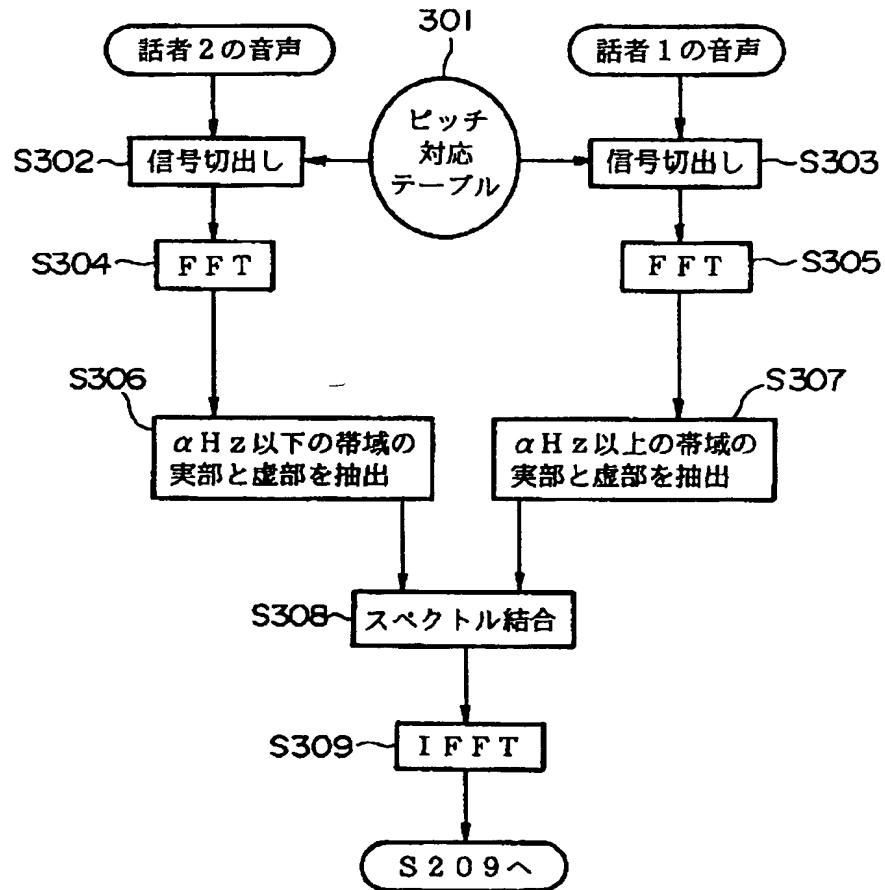 301
話者2の音声
話者1の音声
ピッチ
対応
テーブル
S302
信号切出し
信号切出し
S303
S304
FFT
FFT
S305
S306
S307
αHz以下の帯域の
実部と虚部を抽出
αHz以上の帯域の
実部と虚部を抽出
S308
スペクトル結合
S309
IFFT
S209へ